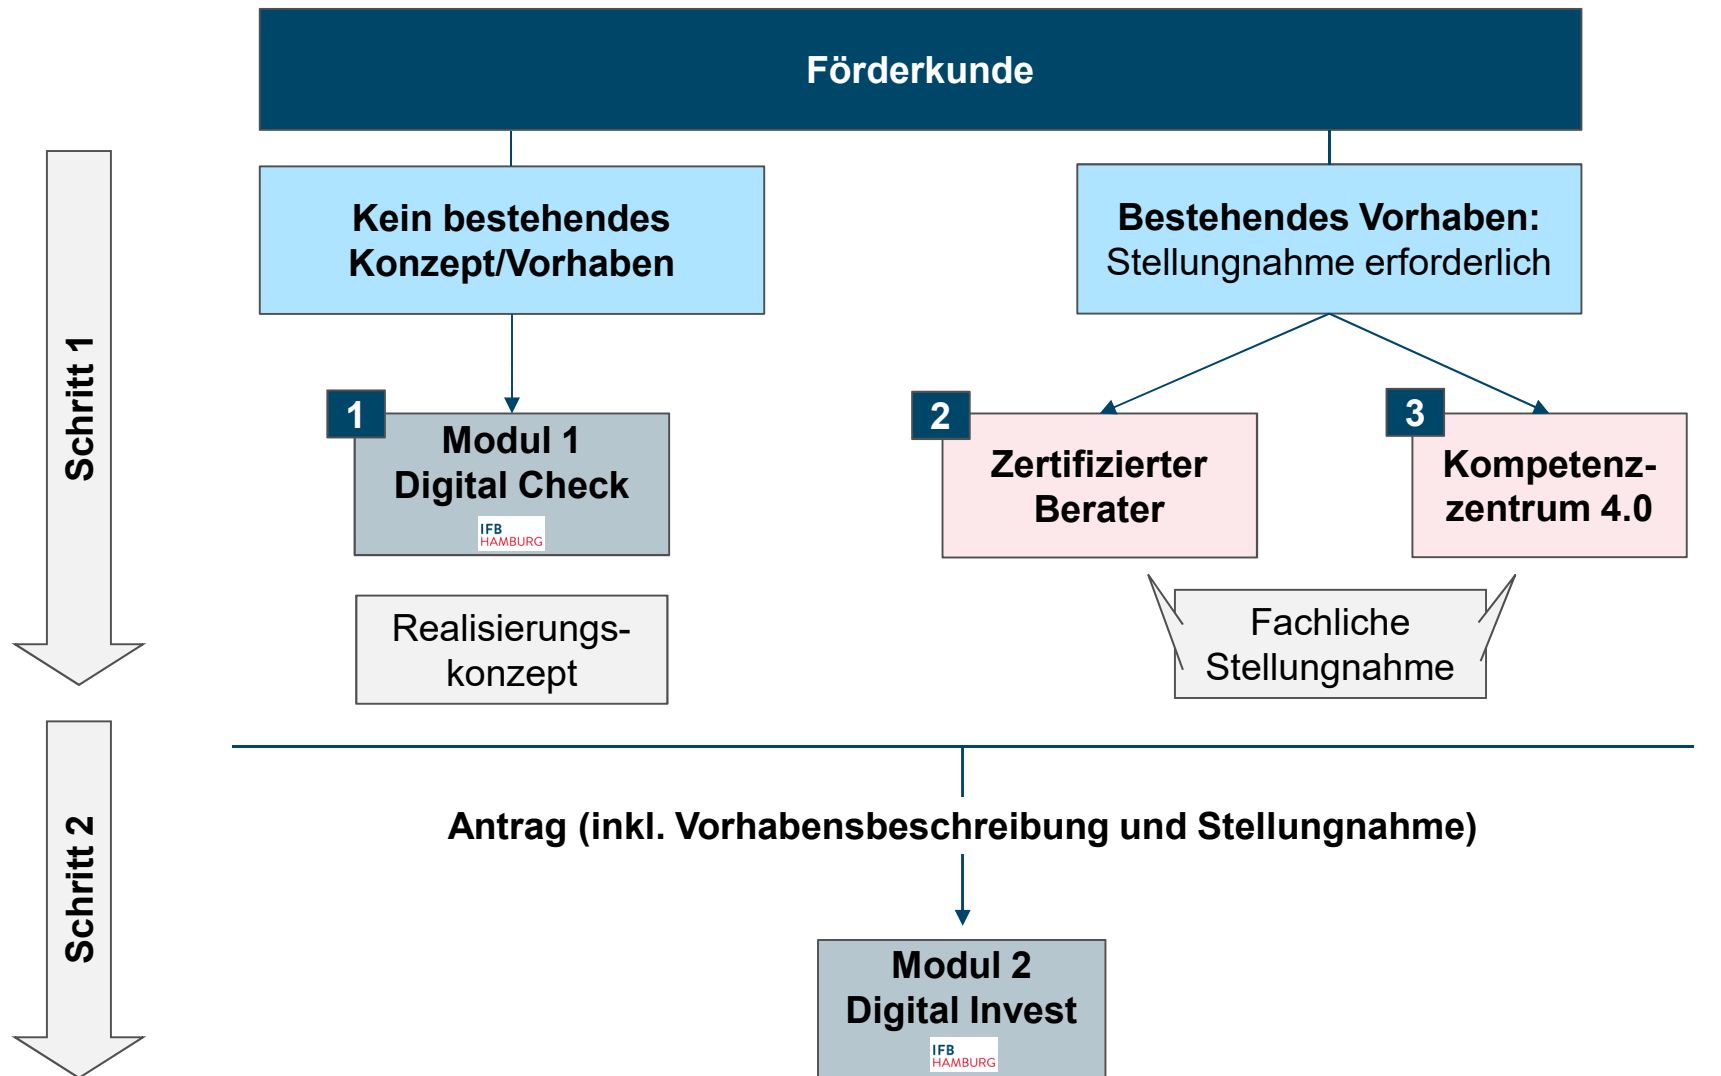 Förderkunde
Schritt 1
Kein bestehendes
Konzept/Vorhaben
Bestehendes Vorhaben:
Stellungnahme erforderlich
1
Modul 1
Digital Check
IFB
HAMBURG
2
Zertifizierter
Berater
3
Kompetenz-
zentrum 4.0
Realisierungs-
konzept
Fachliche
Stellungnahme
Schritt 2
Antrag (inkl. Vorhabensbeschreibung und Stellungnahme)
Modul 2
Digital Invest
IFB
HAMBURG